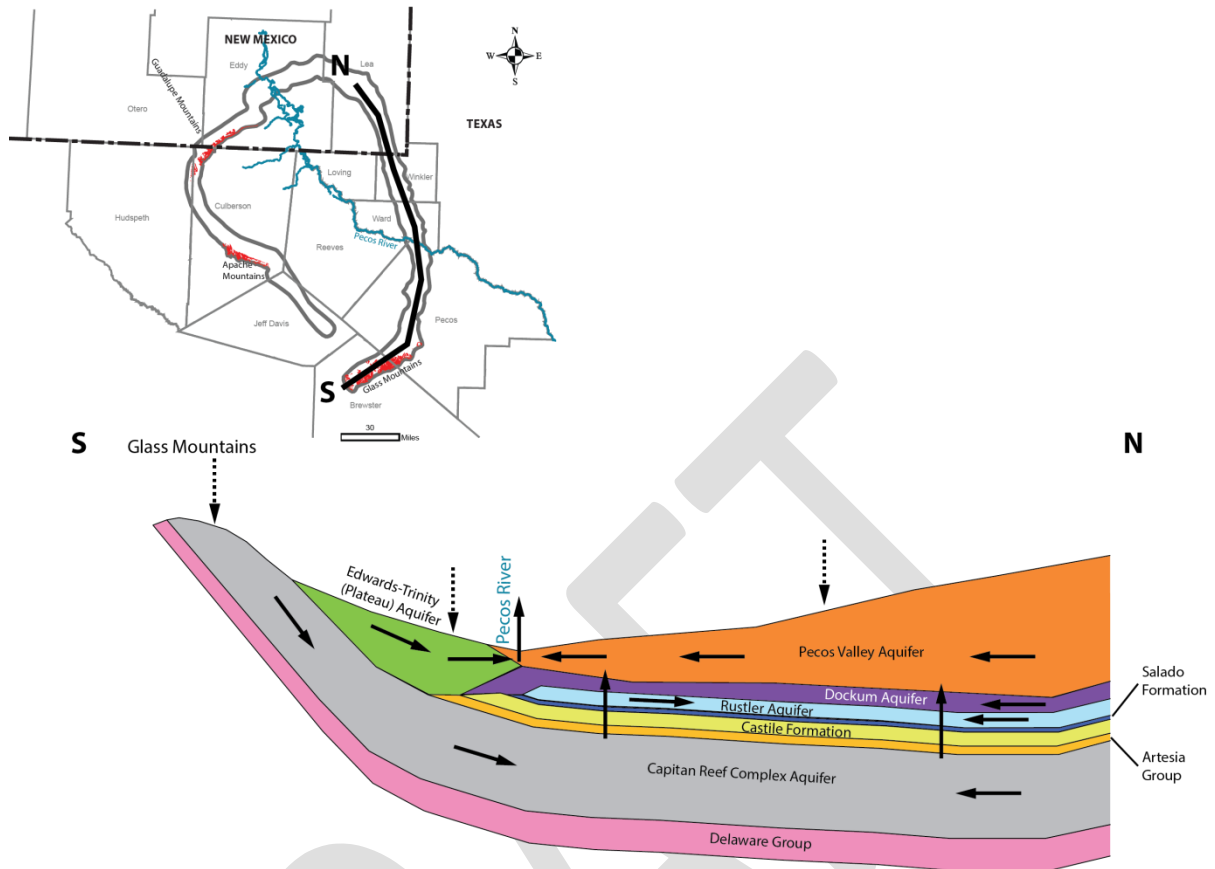 NEW MEXICO
N
W E
S
Eddy
Lea
N
Guadalupe Mountains
Otero
TEXAS
Loving
Winkler
Hudspeth
Culberson
Ward
Reeves
Pecos River
Apache
Mountains
Jeff Davis
Pecos
Glass Mountains
S
Brewster
30
Miles
S
Glass Mountains
N
Edwards-Trinity
(Plateau) Aquifer
Pecos River
Pecos Valley Aquifer
Salado
Formation
Dockum Aquifer
Rustler Aquifer
Castile Formation
Artesia
Group
Capitan Reef Complex Aquifer
Delaware Group